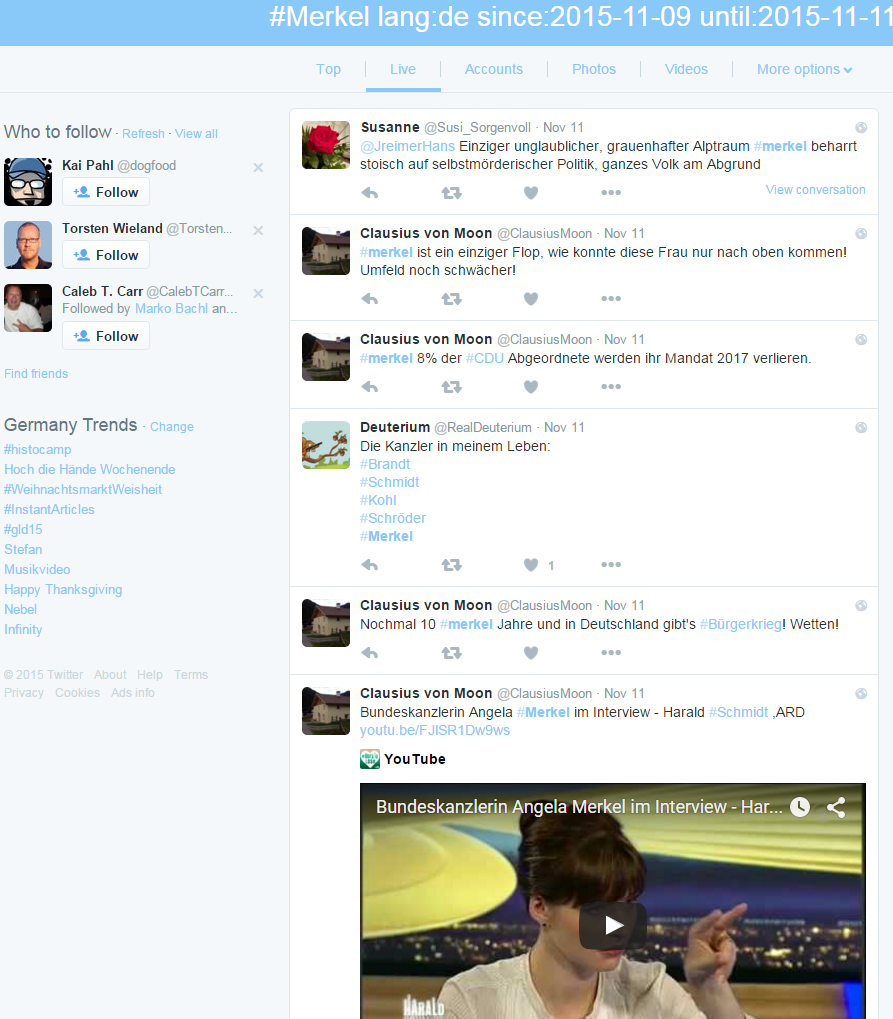 #Merkel lang:de since:2015-11-09 until:2015-11-11
Top Live Accounts Photos Videos More options
Who to follow · Refresh · View all
Kai Pahl @dogfood
Follow
Torsten Wieland @Torsten...
Follow
Caleb T. Carr @CalebTCarr...
Followed by Marko Bachl an...
Follow
Find friends
Germany Trends · Change
#histocamp
Hoch die Hände Wochenende
#WeihnachtsmarktWeisheit
#InstantArticles
#gld15
Stefan
Musikvideo
Happy Thanksgiving
Nebel
Infinity
© 2015 Twitter About Help Terms
Privacy Cookies Ads info
Susanne @Susi_Sorgenvoll · Nov 11
@JreimerHans Einziger unglaublicher, grauenhafter Alptraum #merkel beharrt
stoisch auf selbstmörderischer Politik, ganzes Volk am Abgrund
View conversation
Clausius von Moon @ClausiusMoon · Nov 11
#merkel ist ein einziger Flop, wie konnte diese Frau nur nach oben kommen!
Umfeld noch schwächer!
Clausius von Moon @ClausiusMoon · Nov 11
#merkel 8% der #CDU Abgeordnete werden ihr Mandat 2017 verlieren.
Deuterium @RealDeuterium · Nov 11
Die Kanzler in meinem Leben:
#Brandt
#Schmidt
#Kohl
#Schröder
#Merkel
1
Clausius von Moon @ClausiusMoon · Nov 11
Nochmal 10 #merkel Jahre und in Deutschland gibt's #Bürgerkrieg! Wetten!
Clausius von Moon @ClausiusMoon · Nov 11
Bundeskanzlerin Angela #Merkel im Interview - Harald #Schmidt ,ARD
youtu.be/FJlSR1Dw9ws
YouTube
Bundeskanzlerin Angela Merkel im Interview - Har...
HARALD